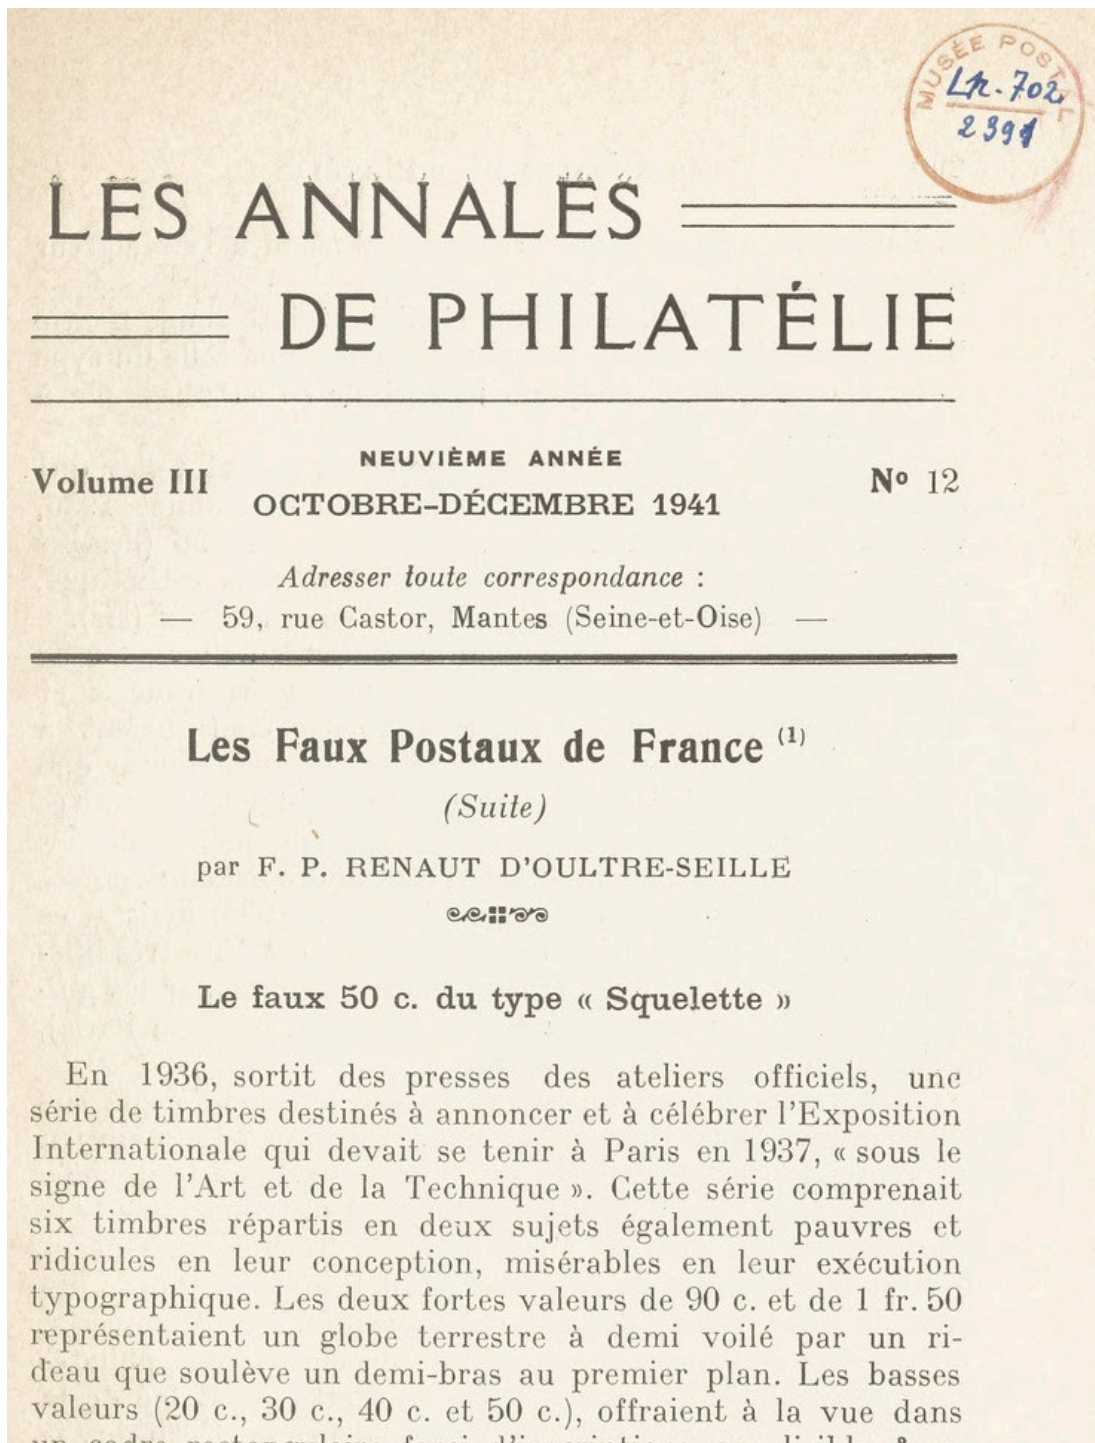 MUSÉE POSTAL
LR-702
2391
LES ANNALES
DE PHILATÉLIE
NEUVIÈME ANNÉE
Volume III
OCTOBRE-DÉCEMBRE 1941
Nº 12
Adresser toute correspondance :
— 59, rue Castor, Mantes (Seine-et-Oise) —
Les Faux Postaux de France (1)
(Suite)
par F. P. RENAUT D'OULTRE-SEILLE
Le faux 50 c. du type « Squelette »
En 1936, sortit des presses des ateliers officiels, une
série de timbres destinés à annoncer et à célébrer l'Exposition
Internationale qui devait se tenir à Paris en 1937, « sous le
signe de l'Art et de la Technique ». Cette série comprenait
six timbres répartis en deux sujets également pauvres et
ridicules en leur conception, misérables en leur exécution
typographique. Les deux fortes valeurs de 90 c. et de 1 fr. 50
représentaient un globe terrestre à demi voilé par un ri-
deau que soulève un demi-bras au premier plan. Les basses
valeurs (20 c., 30 c., 40 c. et 50 c.), offraient à la vue dans